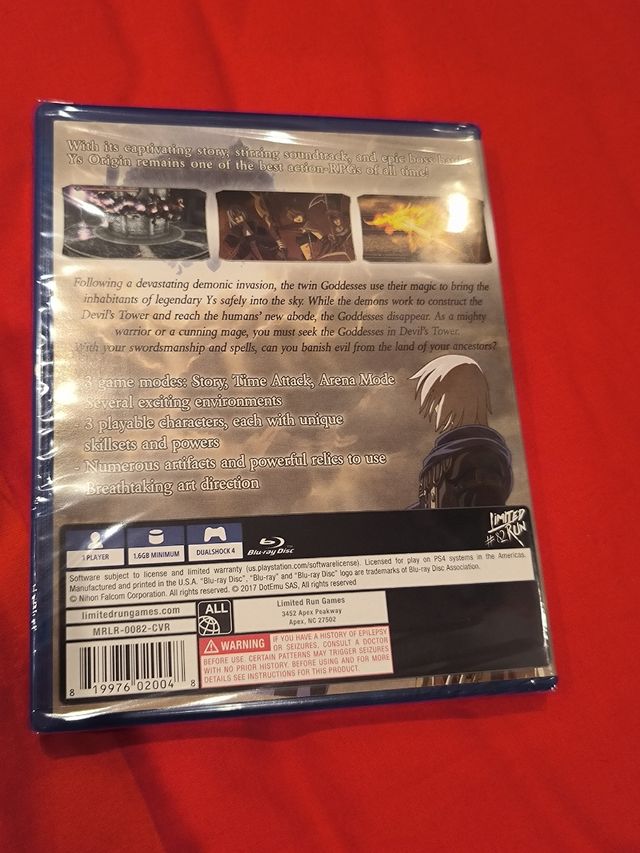 With its captivating story, stirring soundtrack, and epic boss
Ys Origin remains one of the best action-RPGs of all time!
Following a devastating demonic invasion, the twin Goddesses use their magic to bring the
inhabitants of legendary Ys safely into the sky. While the demons work to construct the
Devil's Tower and reach the humans' new abode, the Goddesses disappear. As a mighty
warrior or a cunning mage, you must seek the Goddesses in Devil's Tower.
With your swordsmanship and spells, can you banish evil from the land of your ancestors?
- 3 game modes: Story, Time Attack, Arena Mode
- Several exciting environments
- 3 playable characters, each with unique
skillsets and powers
- Numerous artifacts and powerful relics to use
- Breathtaking art direction
LIMITED
#82 RUN
1 PLAYER
1.6GB MINIMUM
DUALSHOCK 4
Blu-ray Disc
Software subject to license and limited warranty (us.playstation.com/softwarelicense). Licensed for play on PS4 systems in the Americas.
Manufactured and printed in the U.S.A. "Blu-ray Disc", "Blu-ray" and "Blu-ray Disc" logo are trademarks of Blu-ray Disc Association.
© Nihon Falcom Corporation. All rights reserved. © 2017 DotEmu SAS, All rights reserved
limitedrungames.com
MRLR-0082-CVR
ALL
Limited Run Games
3452 Apex Peakway
Apex, NC 27502
WARNING
IF YOU HAVE A HISTORY OF EPILEPSY
OR SEIZURES, CONSULT A DOCTOR
BEFORE USE. CERTAIN PATTERNS MAY TRIGGER SEIZURES
WITH NO PRIOR HISTORY. BEFORE USING AND FOR MORE
DETAILS SEE INSTRUCTIONS FOR THIS PRODUCT.
8 19976 02004 8